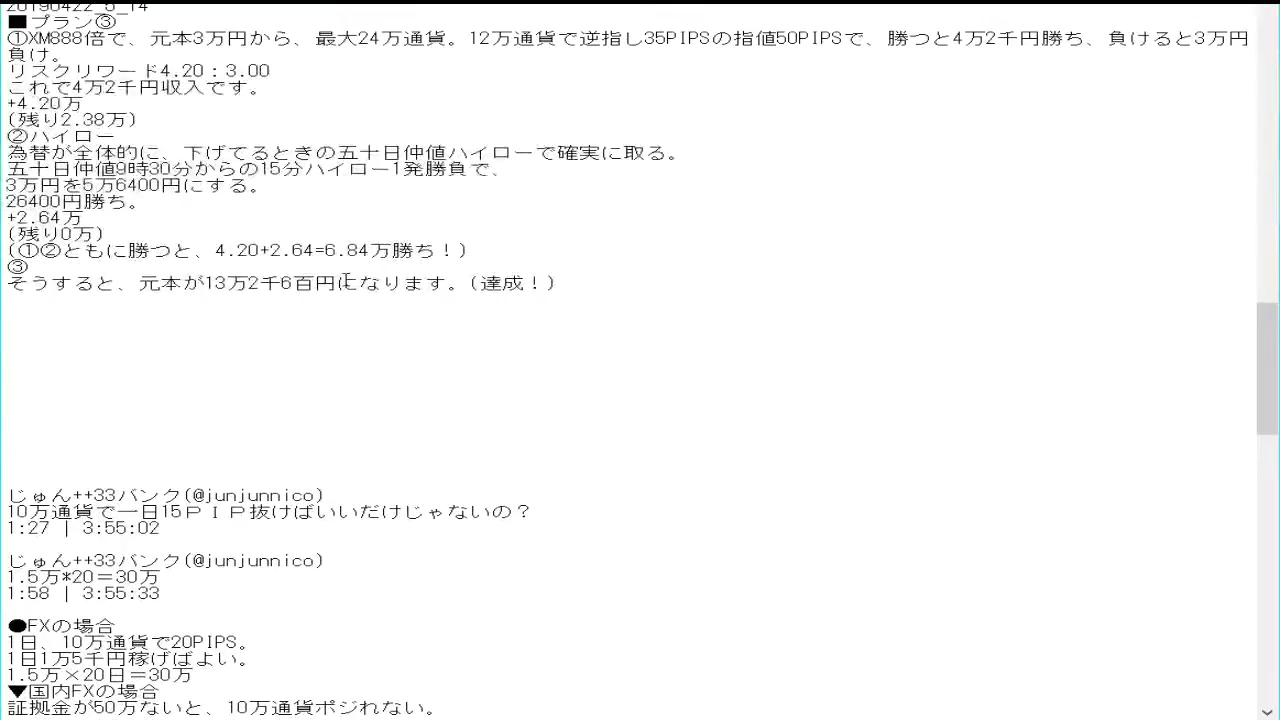 20190422_5_14
■プラン③
①XM888倍で、元本3万円から、最大24万通貨。12万通貨で逆指し35PIPSの指値50PIPSで、勝つと4万2千円勝ち、負けると3万円
負け。
リスクリワード4.20：3.00
これで4万2千円収入です。
+4.20万
(残り2.38万)
②ハイロー
為替が全体的に、下げてるときの五十日仲値ハイローで確実に取る。
五十日仲値9時30分からの15分ハイロー1発勝負で、
3万円を5万6400円にする。
26400円勝ち。
+2.64万
(残り0万)
(①②ともに勝つと、4.20+2.64=6.84万勝ち！)
③
そうすると、元本が13万2千6百円になります。(達成！)
じゅん++33バンク(@junjunnico)
10万通貨で一日15ＰＩＰ抜けばいいだけじゃないの？
1:27 | 3:55:02
じゅん++33バンク(@junjunnico)
1.5万*20＝30万
1:58 | 3:55:33
●FXの場合
1日、10万通貨で20PIPS。
1日1万5千円稼げばよい。
1.5万×20日＝30万
▼国内FXの場合
証拠金が50万ないと、10万通貨ポジれない。